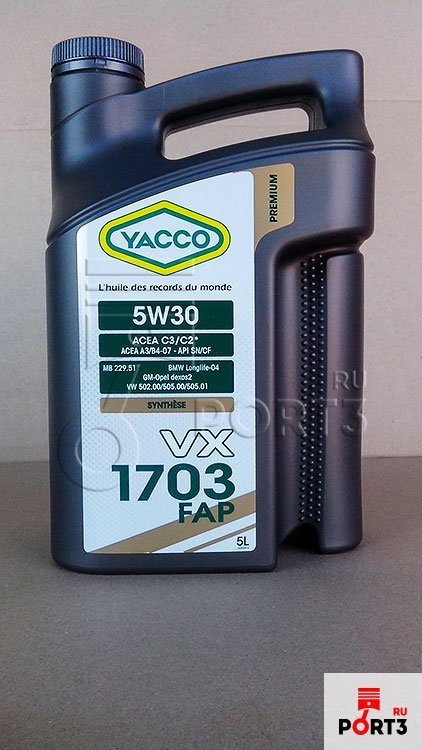 PREMIUM
YACCO
L'huile des records du monde
5W30
ACEA C3/C2*
ACEA A3/B4-07 - API SN/CF
MB 229.51 BMW Longlife-04
GM-Opel dexos2
VW 502.00/505.00/505.01
SYNTHÈSE
VX
1703
FAP
5L
PORT3.RU
RU
PORT3